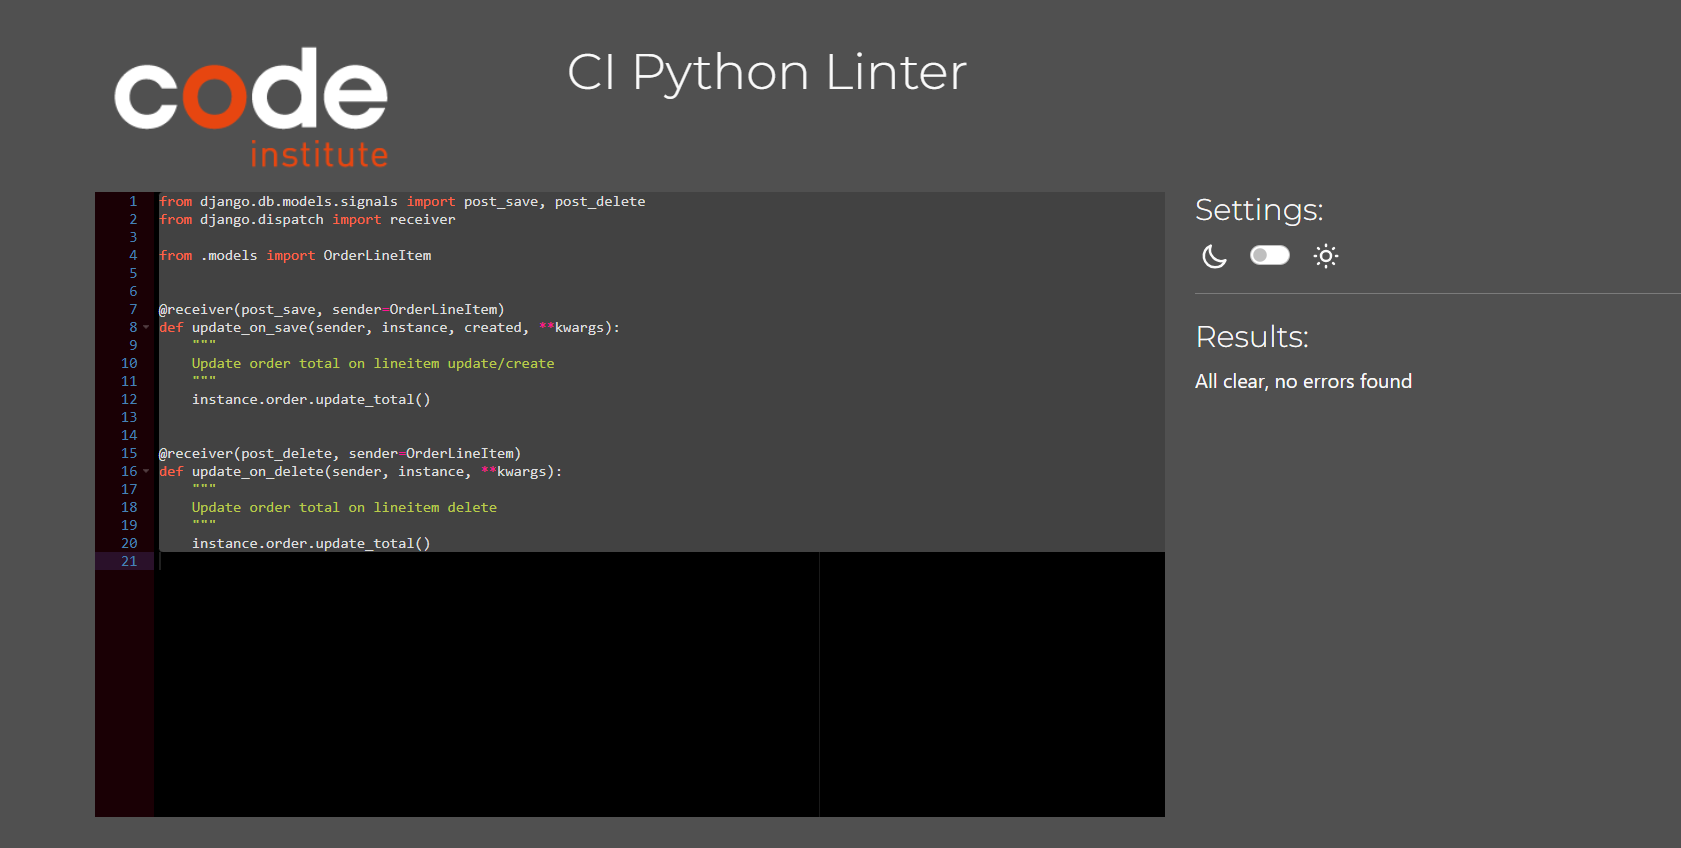 code
institute
CI Python Linter
1 from django.db.models.signals import post_save, post_delete
2 from django.dispatch import receiver
3
4 from .models import OrderLineItem
5
6
7 @receiver(post_save, sender=OrderLineItem)
8 def update_on_save(sender, instance, created, **kwargs):
9     """
10     Update order total on lineitem update/create
11     """
12     instance.order.update_total()
13
14
15 @receiver(post_delete, sender=OrderLineItem)
16 def update_on_delete(sender, instance, **kwargs):
17     """
18     Update order total on lineitem delete
19     """
20     instance.order.update_total()
21
Settings:
Results:
All clear, no errors found